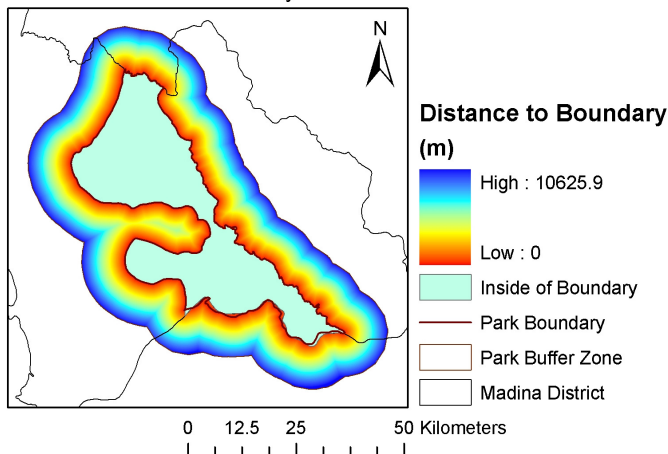 N
Distance to Boundary
(m)
High : 10625.9
Low : 0
Inside of Boundary
Park Boundary
Park Buffer Zone
Madina District
0 12.5 25 50 Kilometers